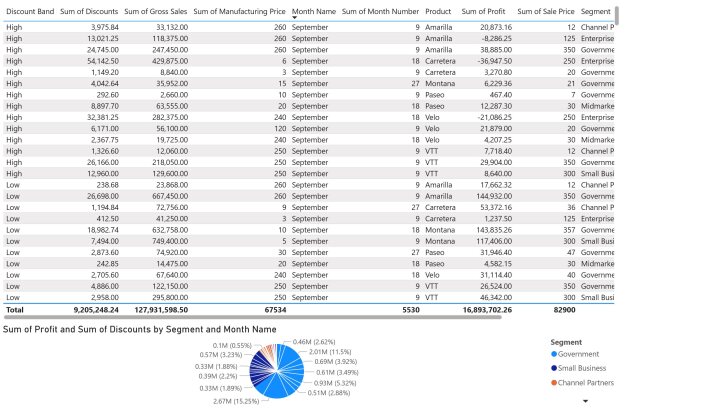 Discount Band Sum of Discounts Sum of Gross Sales Sum of Manufacturing Price Month Name Sum of Month Number Product Sum of Profit Sum of Sale Price Segment
High 3,975.84 33,132.00 260 September 9 Amarilla 20,873.16 12 Channel P
High 13,021.25 118,375.00 260 September 9 Amarilla -8,286.25 125 Enterprise
High 24,745.00 247,450.00 260 September 9 Amarilla 38,885.00 350 Governme
High 54,142.50 429,875.00 6 September 18 Carretera -36,947.50 250 Enterprise
High 1,149.20 8,840.00 3 September 9 Carretera 3,270.80 20 Governme
High 4,042.64 35,952.00 15 September 27 Montana 6,229.36 21 Governme
High 292.60 2,660.00 10 September 9 Paseo 467.40 7 Governme
High 8,897.70 63,555.00 20 September 18 Paseo 12,287.30 30 Midmarke
High 32,381.25 282,375.00 240 September 18 Velo -21,086.25 250 Enterprise
High 6,171.00 56,100.00 120 September 9 Velo 21,879.00 20 Governme
High 2,367.75 19,725.00 240 September 18 Velo 4,207.25 30 Midmarke
High 1,326.60 12,060.00 250 September 9 VTT 7,718.40 12 Channel P
High 26,166.00 218,050.00 250 September 9 VTT 29,904.00 350 Governme
High 12,960.00 129,600.00 250 September 9 VTT 8,640.00 300 Small Busi
Low 238.68 23,868.00 260 September 9 Amarilla 17,662.32 12 Channel P
Low 26,698.00 667,450.00 260 September 9 Amarilla 144,932.00 350 Governme
Low 1,194.84 72,756.00 9 September 27 Carretera 53,372.16 36 Channel P
Low 412.50 41,250.00 3 September 9 Carretera 1,237.50 125 Enterprise
Low 18,982.74 632,758.00 10 September 18 Montana 143,835.26 357 Governme
Low 7,494.00 749,400.00 5 September 9 Montana 117,406.00 300 Small Busi
Low 2,873.60 74,920.00 30 September 27 Paseo 31,946.40 47 Governme
Low 242.85 14,475.00 20 September 18 Paseo 4,582.15 30 Midmarke
Low 2,705.60 67,640.00 240 September 18 Velo 31,114.40 40 Governme
Low 4,886.00 122,150.00 250 September 9 VTT 26,524.00 350 Governme
Low 2,958.00 295,800.00 250 September 9 VTT 46,342.00 300 Small Busi
Total 9,205,248.24 127,931,598.50 67534 5530 16,893,702.26 82900
Sum of Profit and Sum of Discounts by Segment and Month Name
0.1M (0.55%) 0.46M (2.62%)
0.57M (3.23%) 2.01M (11.5%)
0.33M (1.88%) 0.69M (3.92%)
0.39M (2.2%) 0.61M (3.49%)
0.33M (1.89%) 0.93M (5.32%)
2.67M (15.25%) 0.51M (2.88%)
Segment
Government
Small Business
Channel Partners